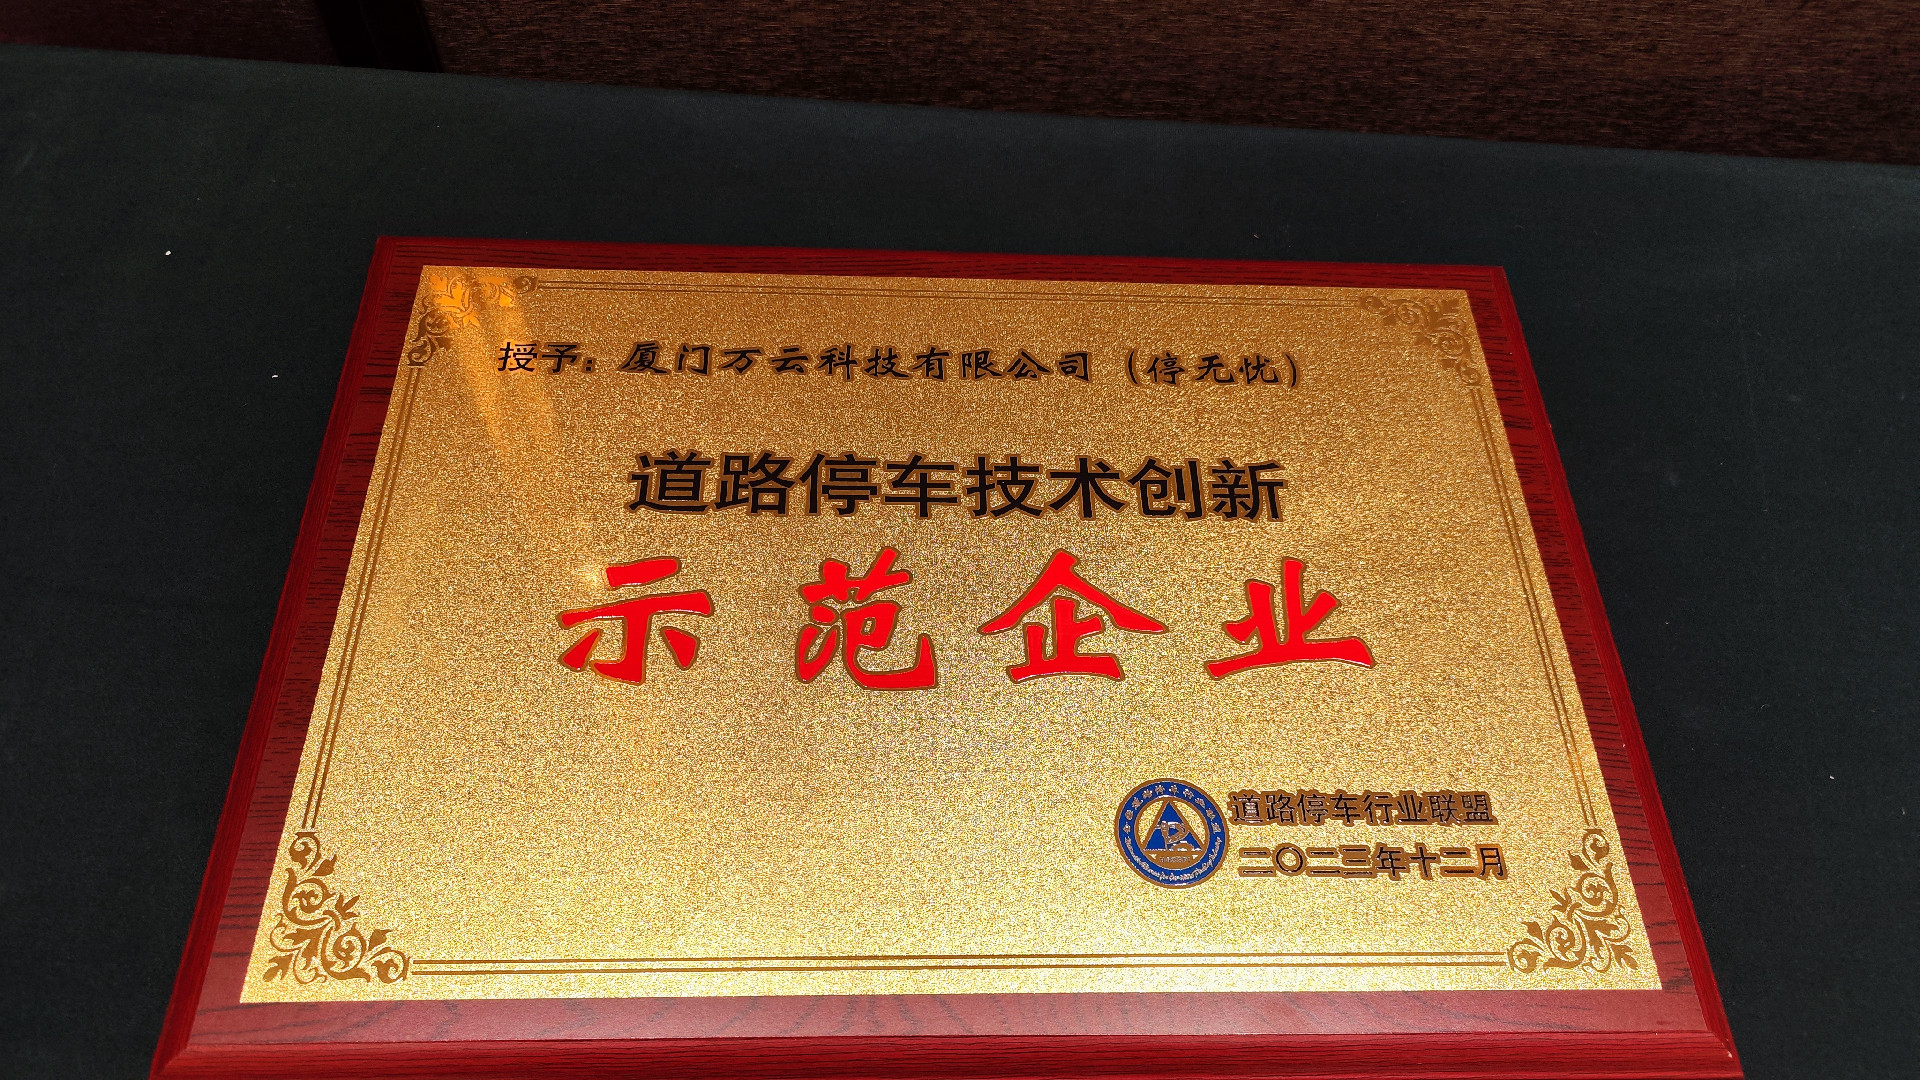 授予：厦门万云科技有限公司（停无忧）
道路停车技术创新
示范企业
道路停车行业联盟
二〇二三年十二月